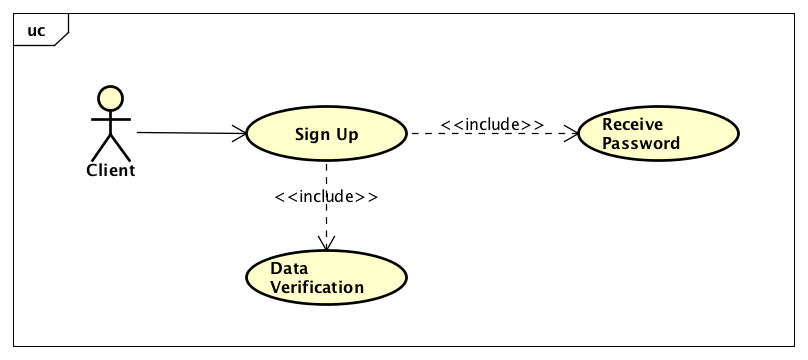 uc
Client
Sign Up
<<include>>
Receive
Password
<<include>>
Data
Verification